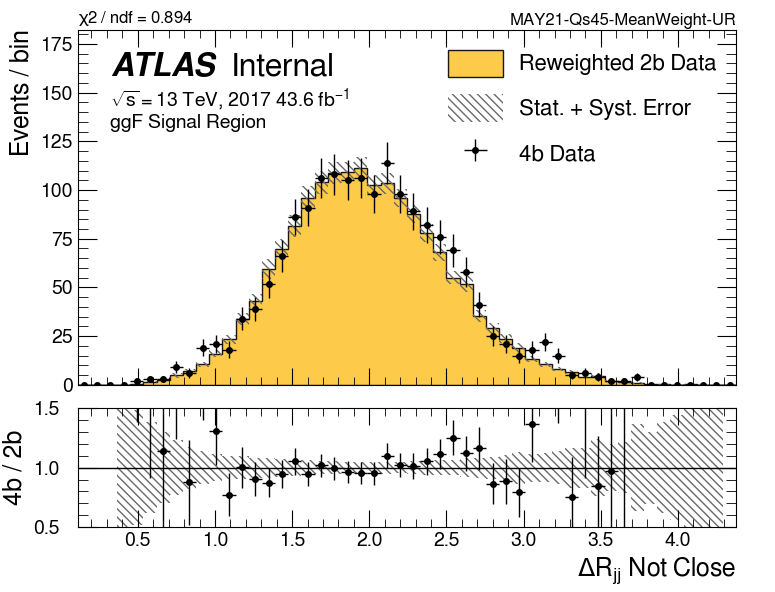 χ2 / ndf = 0.894
MAY21-Qs45-MeanWeight-UR
ATLAS Internal
√s = 13 TeV, 2017 43.6 fb⁻¹
ggF Signal Region
Reweighted 2b Data
Stat. + Syst. Error
4b Data
Events / bin
175
150
125
100
75
50
25
0
4b / 2b
1.5
1.0
0.5
0.5 1.0 1.5 2.0 2.5 3.0 3.5 4.0
ΔRjj Not Close